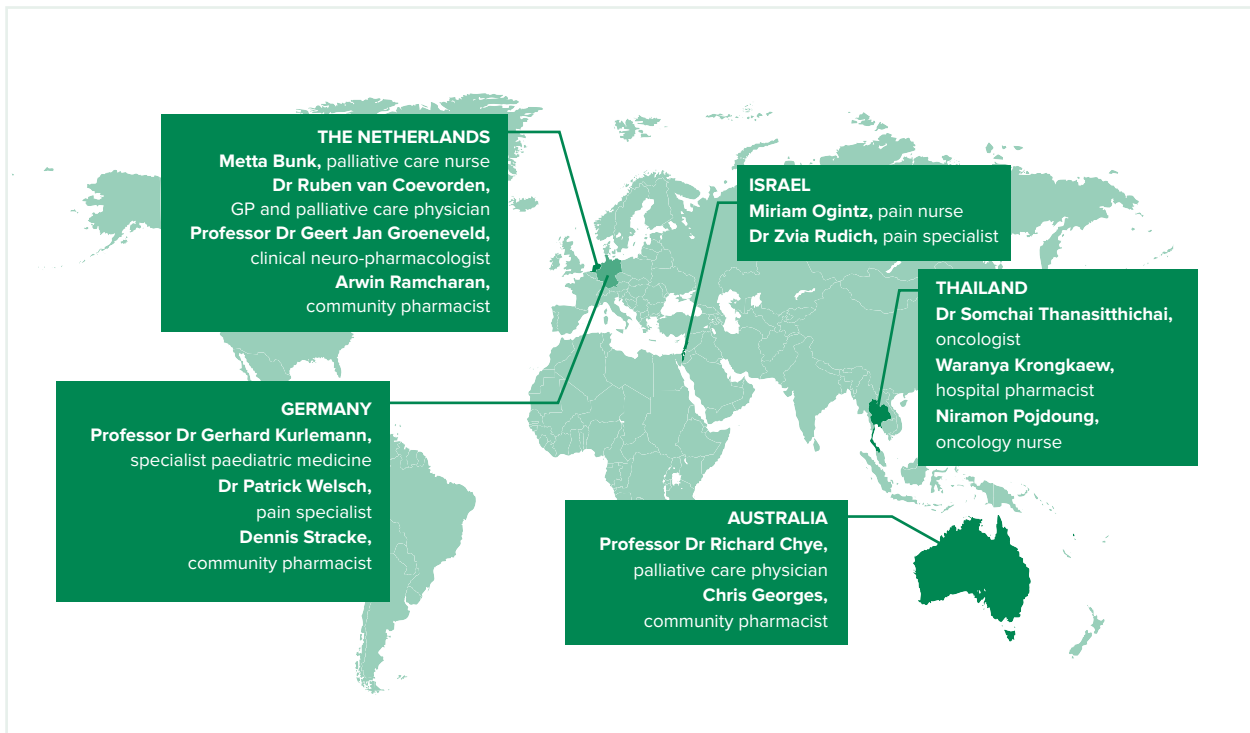 THE NETHERLANDS
Metta Bunk, palliative care nurse
Dr Ruben van Coevorden,
GP and palliative care physician
Professor Dr Geert Jan Groeneveld,
clinical neuro-pharmacologist
Arwin Ramcharan,
community pharmacist
ISRAEL
Miriam Ogintz, pain nurse
Dr Zvia Rudich, pain specialist
THAILAND
Dr Somchai Thanasitthichai,
oncologist
Waranya Krongkaew,
hospital pharmacist
Niramon Pojdoung,
oncology nurse
GERMANY
Professor Dr Gerhard Kurlemann,
specialist paediatric medicine
Dr Patrick Welsch,
pain specialist
Dennis Stracke,
community pharmacist
AUSTRALIA
Professor Dr Richard Chye,
palliative care physician
Chris Georges,
community pharmacist